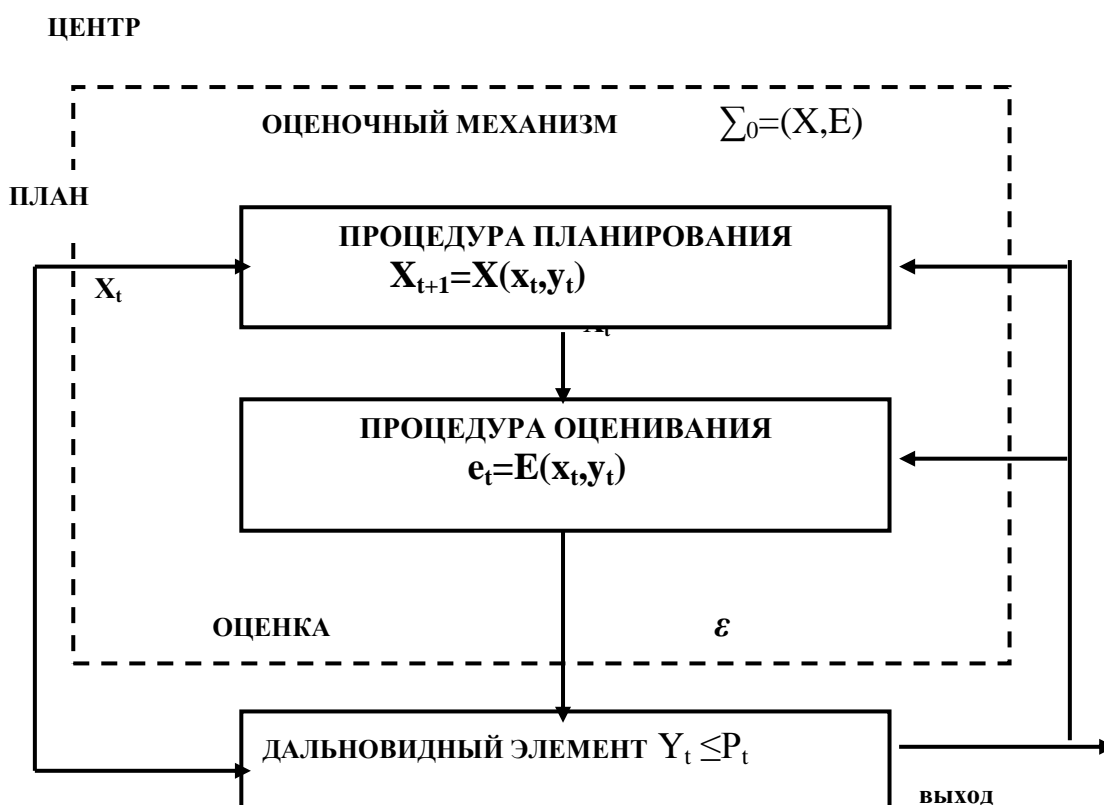 ЦЕНТР
ОЦЕНОЧНЫЙ МЕХАНИЗМ ∑₀=(X,E)
ПЛАН
ПРОЦЕДУРА ПЛАНИРОВАНИЯ
Xₜ₊₁=X(xₜ,yₜ)
Xₜ
Xₜ
ПРОЦЕДУРА ОЦЕНИВАНИЯ
eₜ=E(xₜ,yₜ)
ОЦЕНКА ε
ДАЛЬНОВИДНЫЙ ЭЛЕМЕНТ Yₜ ≤Pₜ
выход